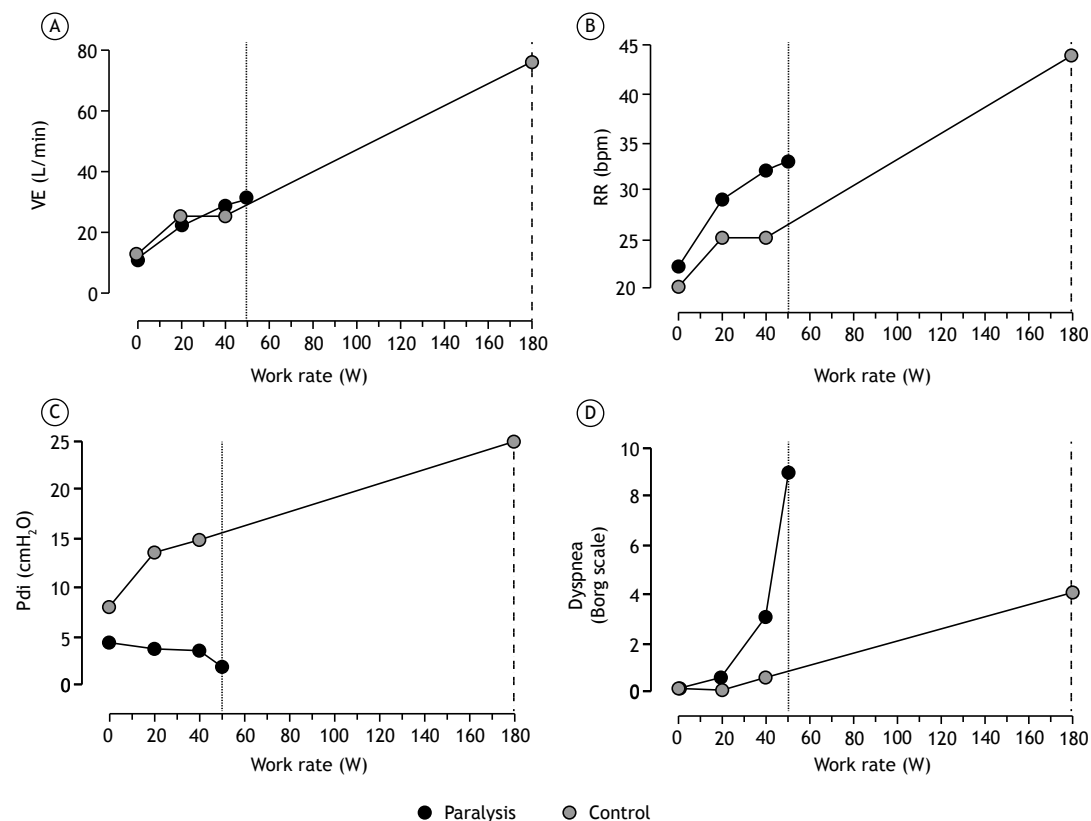 A
VE (L/min)
80
60
40
20
0
0 20 40 60 80 100 120 140 160 180
Work rate (W)
B
RR (bpm)
45
40
35
30
25
20
0 20 40 60 80 100 120 140 160 180
Work rate (W)
C
Pdi (cmH2O)
25
20
15
10
5
0
0 20 40 60 80 100 120 140 160 180
Work rate (W)
D
Dyspnea
(Borg scale)
10
8
6
4
2
0
0 20 40 60 80 100 120 140 160 180
Work rate (W)
Paralysis Control